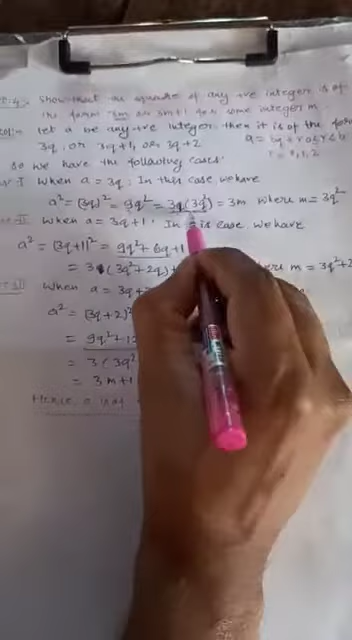 Show that the square of any +ve integer is of
the form 3m or 3m+1 for some integer m.
Let a be any +ve integer. then it is of the form
3q, or 3q+1, or 3q+2 a = bq + r 0≤r<b
r = 0,1,2
so we have the following cases.
When a = 3q; In this case we have
a² = (3q)² = 9q² = 3q(3q) = 3m where m = 3q²
When a = 3q+1. In this case, we have
a² = (3q+1)² = 9q² + 6q + 1
= 3(3q² + 2q) where m = 3q² + 2
When a = 3q+
a² = (3q+2)²
= 9q² + 12
= 3(3q²
= 3m+1
Hence a